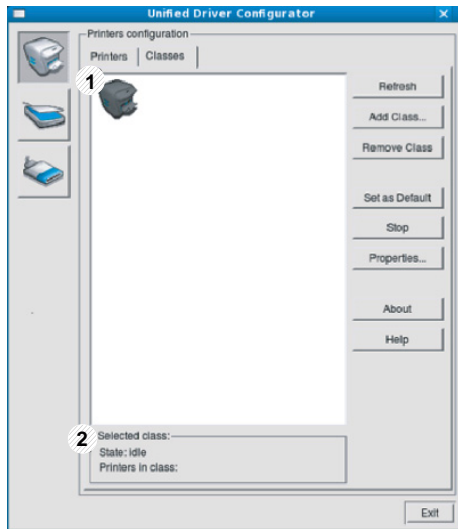 Unified Driver Configurator
Printers configuration
Printers
Classes
1
Refresh
Add Class...
Remove Class
Set as Default
Stop
Properties...
About
Help
2
Selected class:
State: idle
Printers in class:
Exit